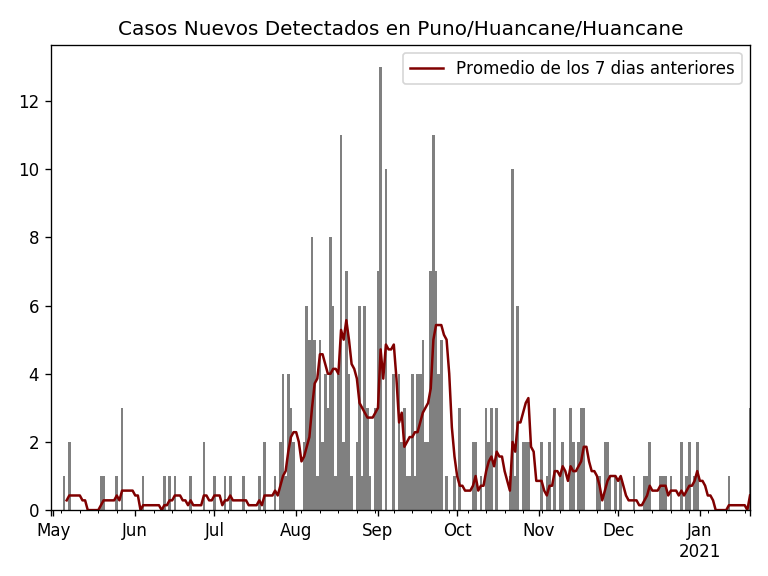 Casos Nuevos Detectados en Puno/Huancane/Huancane
Promedio de los 7 dias anteriores
12
10
8
6
4
2
0
May Jun Jul Aug Sep Oct Nov Dec Jan
2021